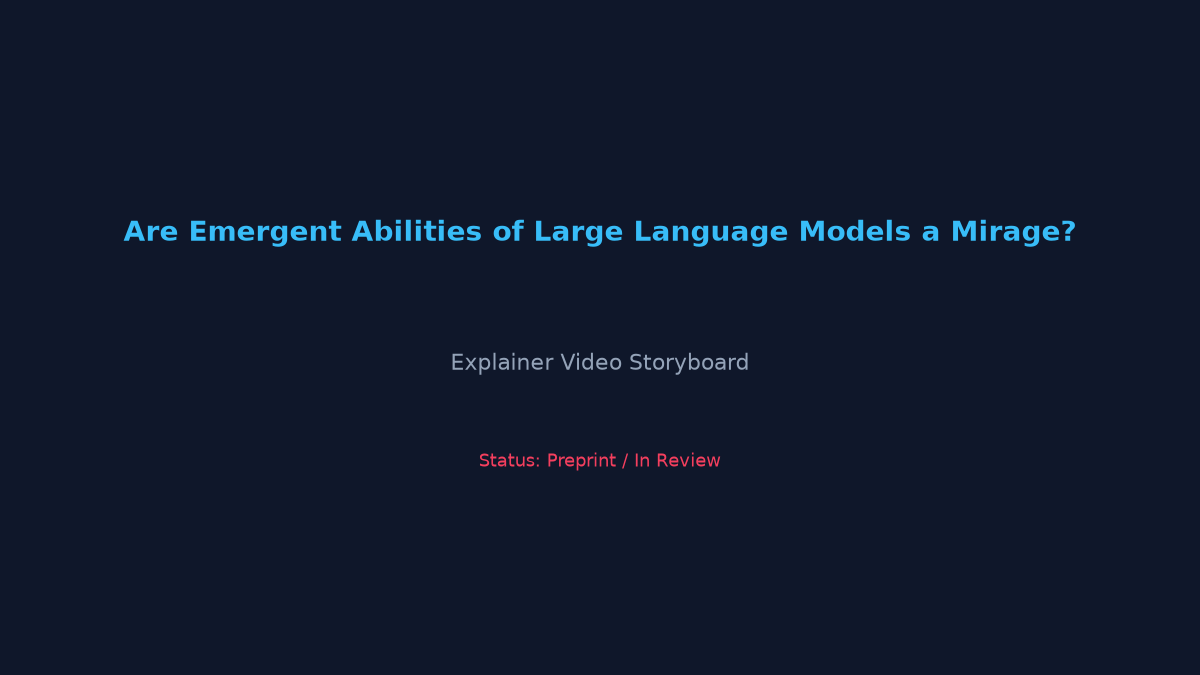 Are Emergent Abilities of Large Language Models a Mirage?
Explainer Video Storyboard
Status: Preprint / In Review